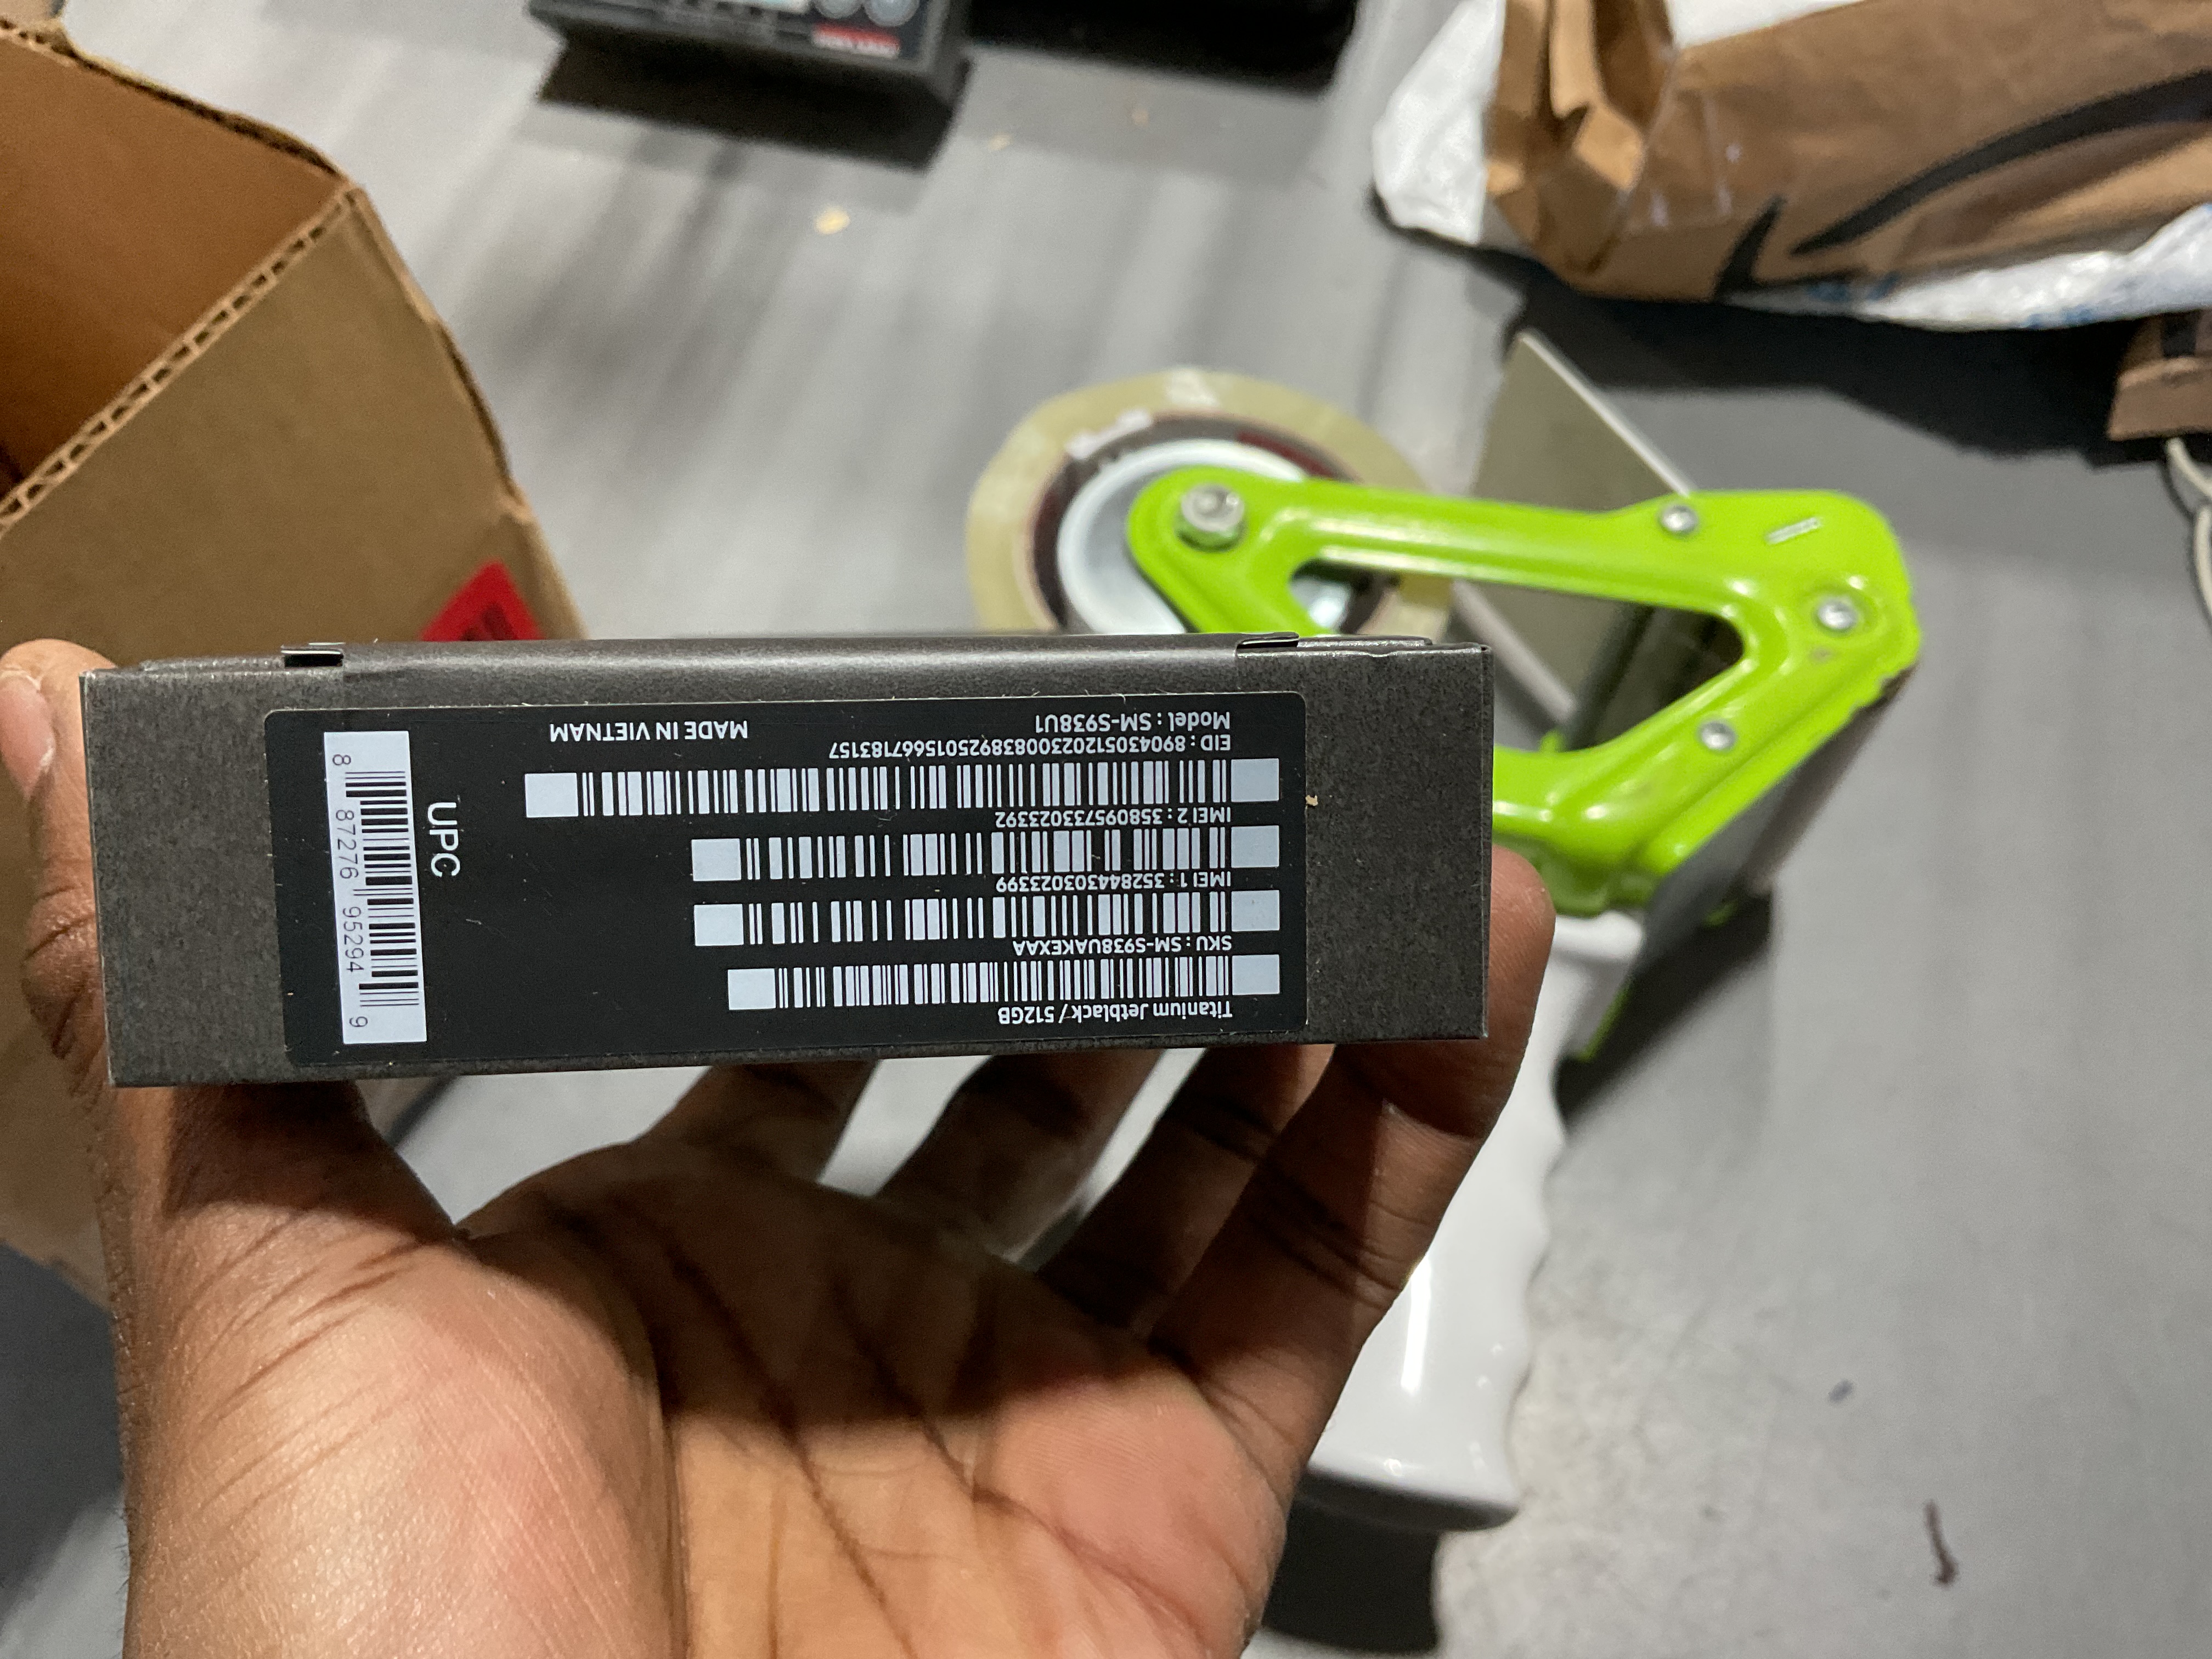 Titanium Jetblack / 512GB
SKU : SM-S938UAKEXAA
IMEI 1 : 352844303023399
IMEI 2 : 358095733023392
EID : 89043051202300838925015667183157
Model : SM-S938U1
MADE IN VIETNAM
UPC
8 87276 95294 9